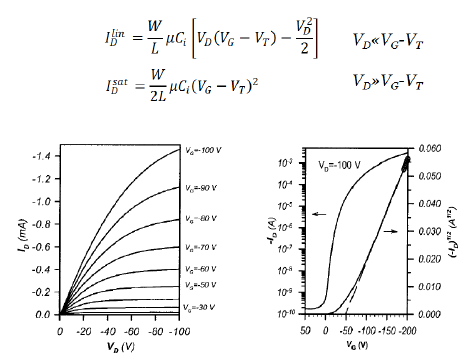 I_D^{lin} = \frac{W}{L} μC_i [V_D(V_G − V_T) − \frac{V_D^2}{2}]   V_D«V_G-V_T
I_D^{sat} = \frac{W}{2L} μC_i(V_G − V_T)^2   V_D»V_G-V_T
I_D (mA)
-1.4
-1.2
-1.0
-0.8
-0.6
-0.4
-0.2
0.0
V_G=-100 V
V_G=-90 V
V_G=-80 V
V_G=-70 V
V_G=-60 V
V_G=-50 V
V_G=-30 V
0 -20 -40 -60 -80 -100
V_D (V)
V_D=-100 V
-I_D (A)
10^{-3}
10^{-4}
10^{-5}
10^{-6}
10^{-7}
10^{-8}
10^{-9}
10^{-10}
0.060
0.050
0.040
0.030
0.020
0.010
0.000
(-I_D)^{1/2} (A^{1/2})
50 0 -50 -100 -150 -200
V_G (V)